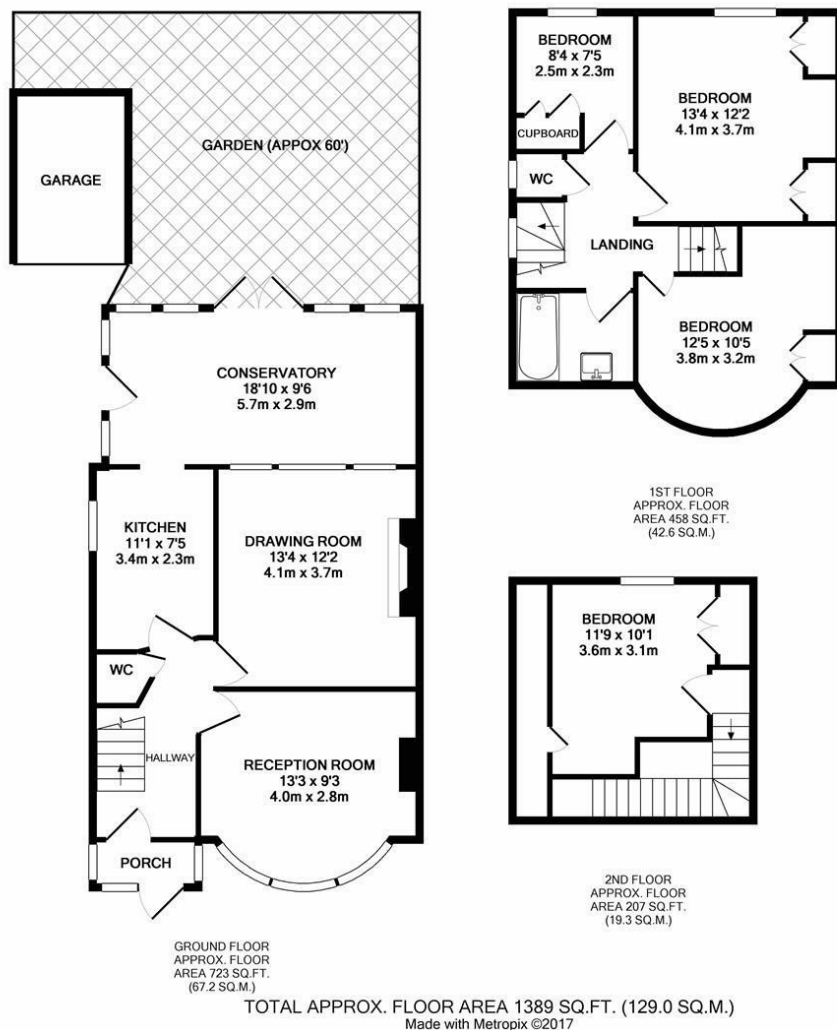 GARDEN (APPOX 60')
GARAGE
CONSERVATORY
18'10 x 9'6
5.7m x 2.9m
KITCHEN
11'1 x 7'5
3.4m x 2.3m
DRAWING ROOM
13'4 x 12'2
4.1m x 3.7m
WC
HALLWAY
RECEPTION ROOM
13'3 x 9'3
4.0m x 2.8m
PORCH
GROUND FLOOR
APPROX. FLOOR
AREA 723 SQ.FT.
(67.2 SQ.M.)
BEDROOM
8'4 x 7'5
2.5m x 2.3m
CUPBOARD
BEDROOM
13'4 x 12'2
4.1m x 3.7m
WC
LANDING
BEDROOM
12'5 x 10'5
3.8m x 3.2m
1ST FLOOR
APPROX. FLOOR
AREA 458 SQ.FT.
(42.6 SQ.M.)
BEDROOM
11'9 x 10'1
3.6m x 3.1m
2ND FLOOR
APPROX. FLOOR
AREA 207 SQ.FT.
(19.3 SQ.M.)
TOTAL APPROX. FLOOR AREA 1389 SQ.FT. (129.0 SQ.M.)
Made with Metropix ©2017